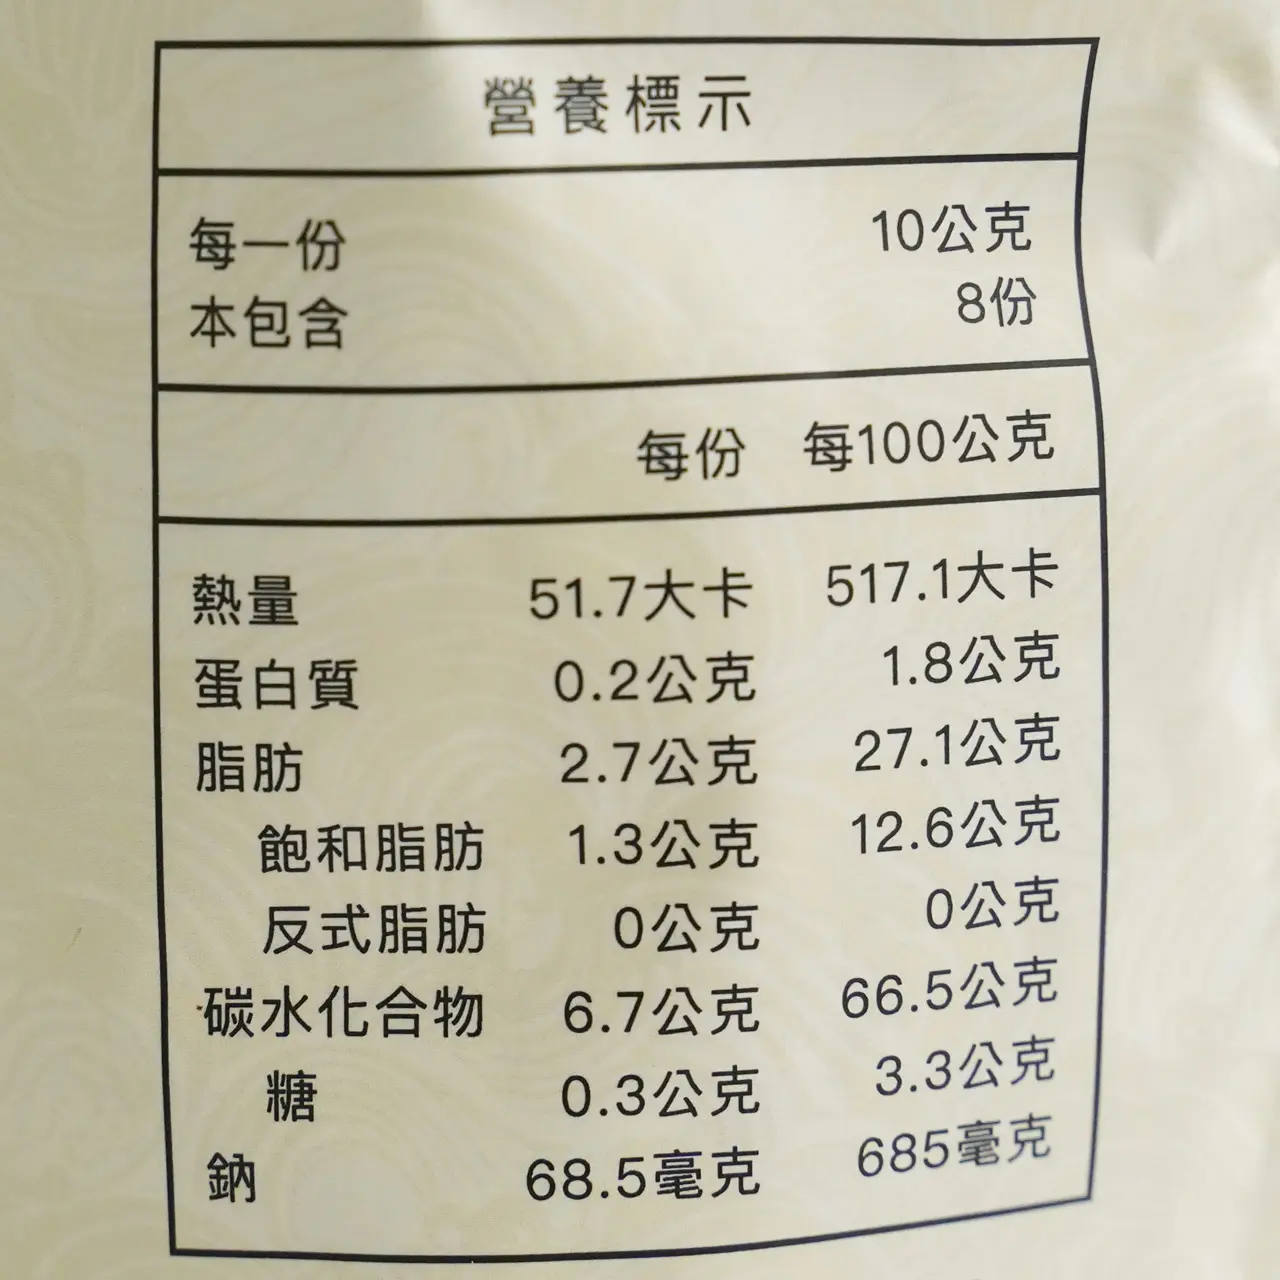 營養標示
每一份 10公克
本包含 8份
每份 每100公克
熱量 51.7大卡 517.1大卡
蛋白質 0.2公克 1.8公克
脂肪 2.7公克 27.1公克
飽和脂肪 1.3公克 12.6公克
反式脂肪 0公克 0公克
碳水化合物 6.7公克 66.5公克
糖 0.3公克 3.3公克
鈉 68.5毫克 685毫克